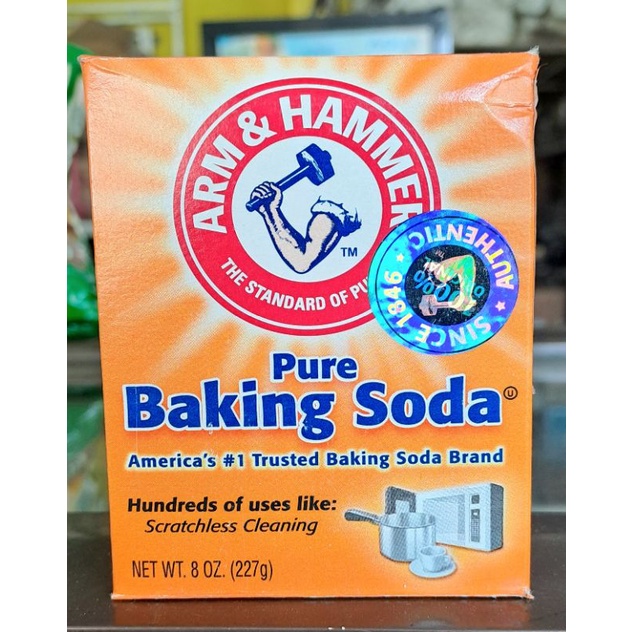 ARM & HAMMER
THE STANDARD OF PU
TM
AUTHENTIC
SINCE 1846
100%
Pure
Baking Soda
U
America's #1 Trusted Baking Soda Brand
Hundreds of uses like:
Scratchless Cleaning
NET WT. 8 OZ. (227g)